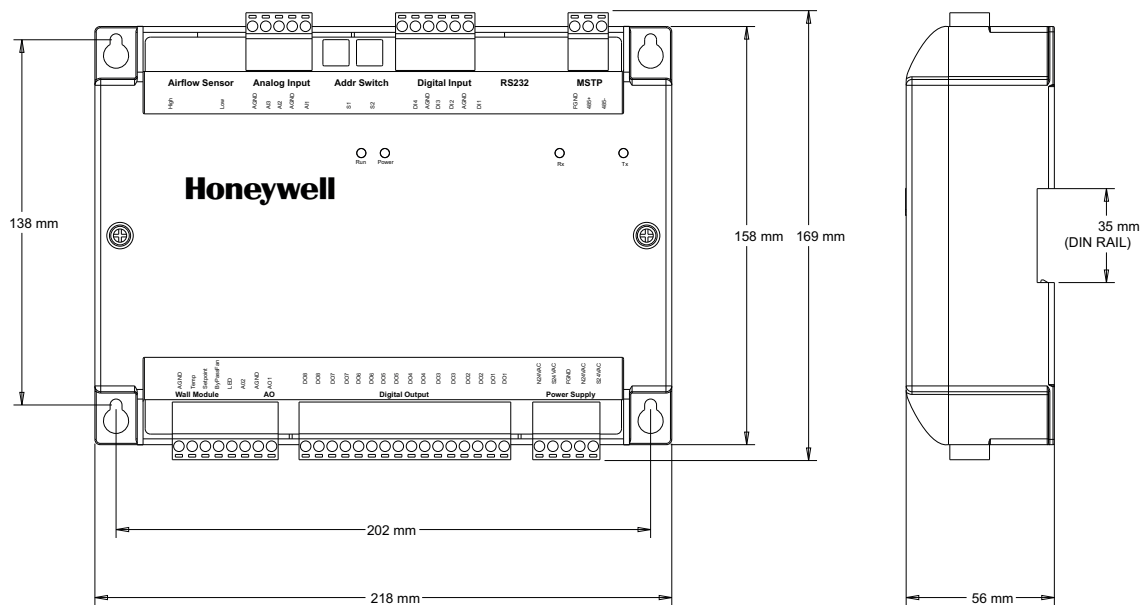 Airflow Sensor Analog Input Addr Switch Digital Input RS232 MSTP
High Low AGND AI3 AI2 AGND AI1 S1 S2 DI4 AGND DI3 DI2 AGND DI1 FGND 485+ 485-
Run Power Rx Tx
Honeywell
138 mm
158 mm
169 mm
35 mm
(DIN RAIL)
AGND Temp Setpoint ByPassFan LED AO2 AGND AO1 DO8 DO8 DO7 DO7 DO6 DO6 DO5 DO5 DO4 DO4 DO3 DO3 DO2 DO2 DO1 DO1 N24VAC S24VAC FGND N24VAC S24VAC
Wall Module AO Digital Output Power Supply
202 mm
218 mm
56 mm